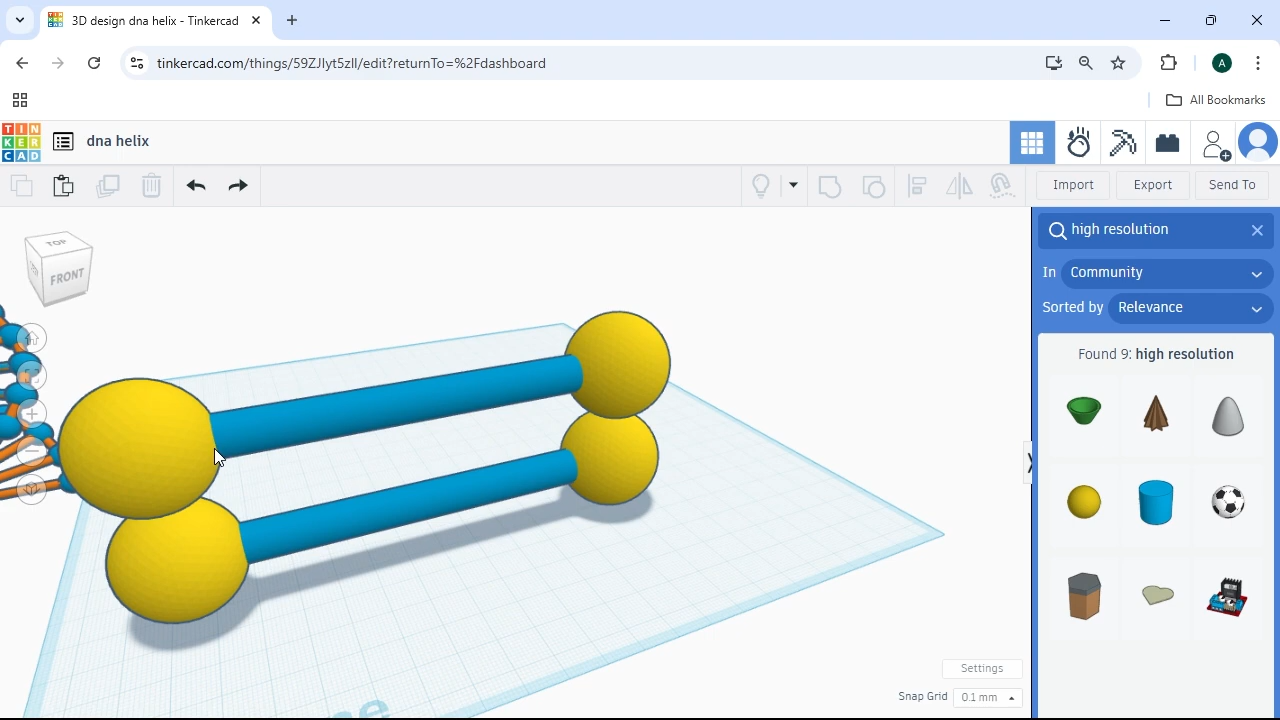 3D design dna helix - Tinkercad
tinkercad.com/things/59ZJlyt5zll/edit?returnTo=%2Fdashboard
A
All Bookmarks
TIN
KER
CAD
dna helix
Import
Export
Send To
TOP
FRONT
high resolution
In Community
Sorted by Relevance
Found 9: high resolution
Settings
Snap Grid 0.1 mm